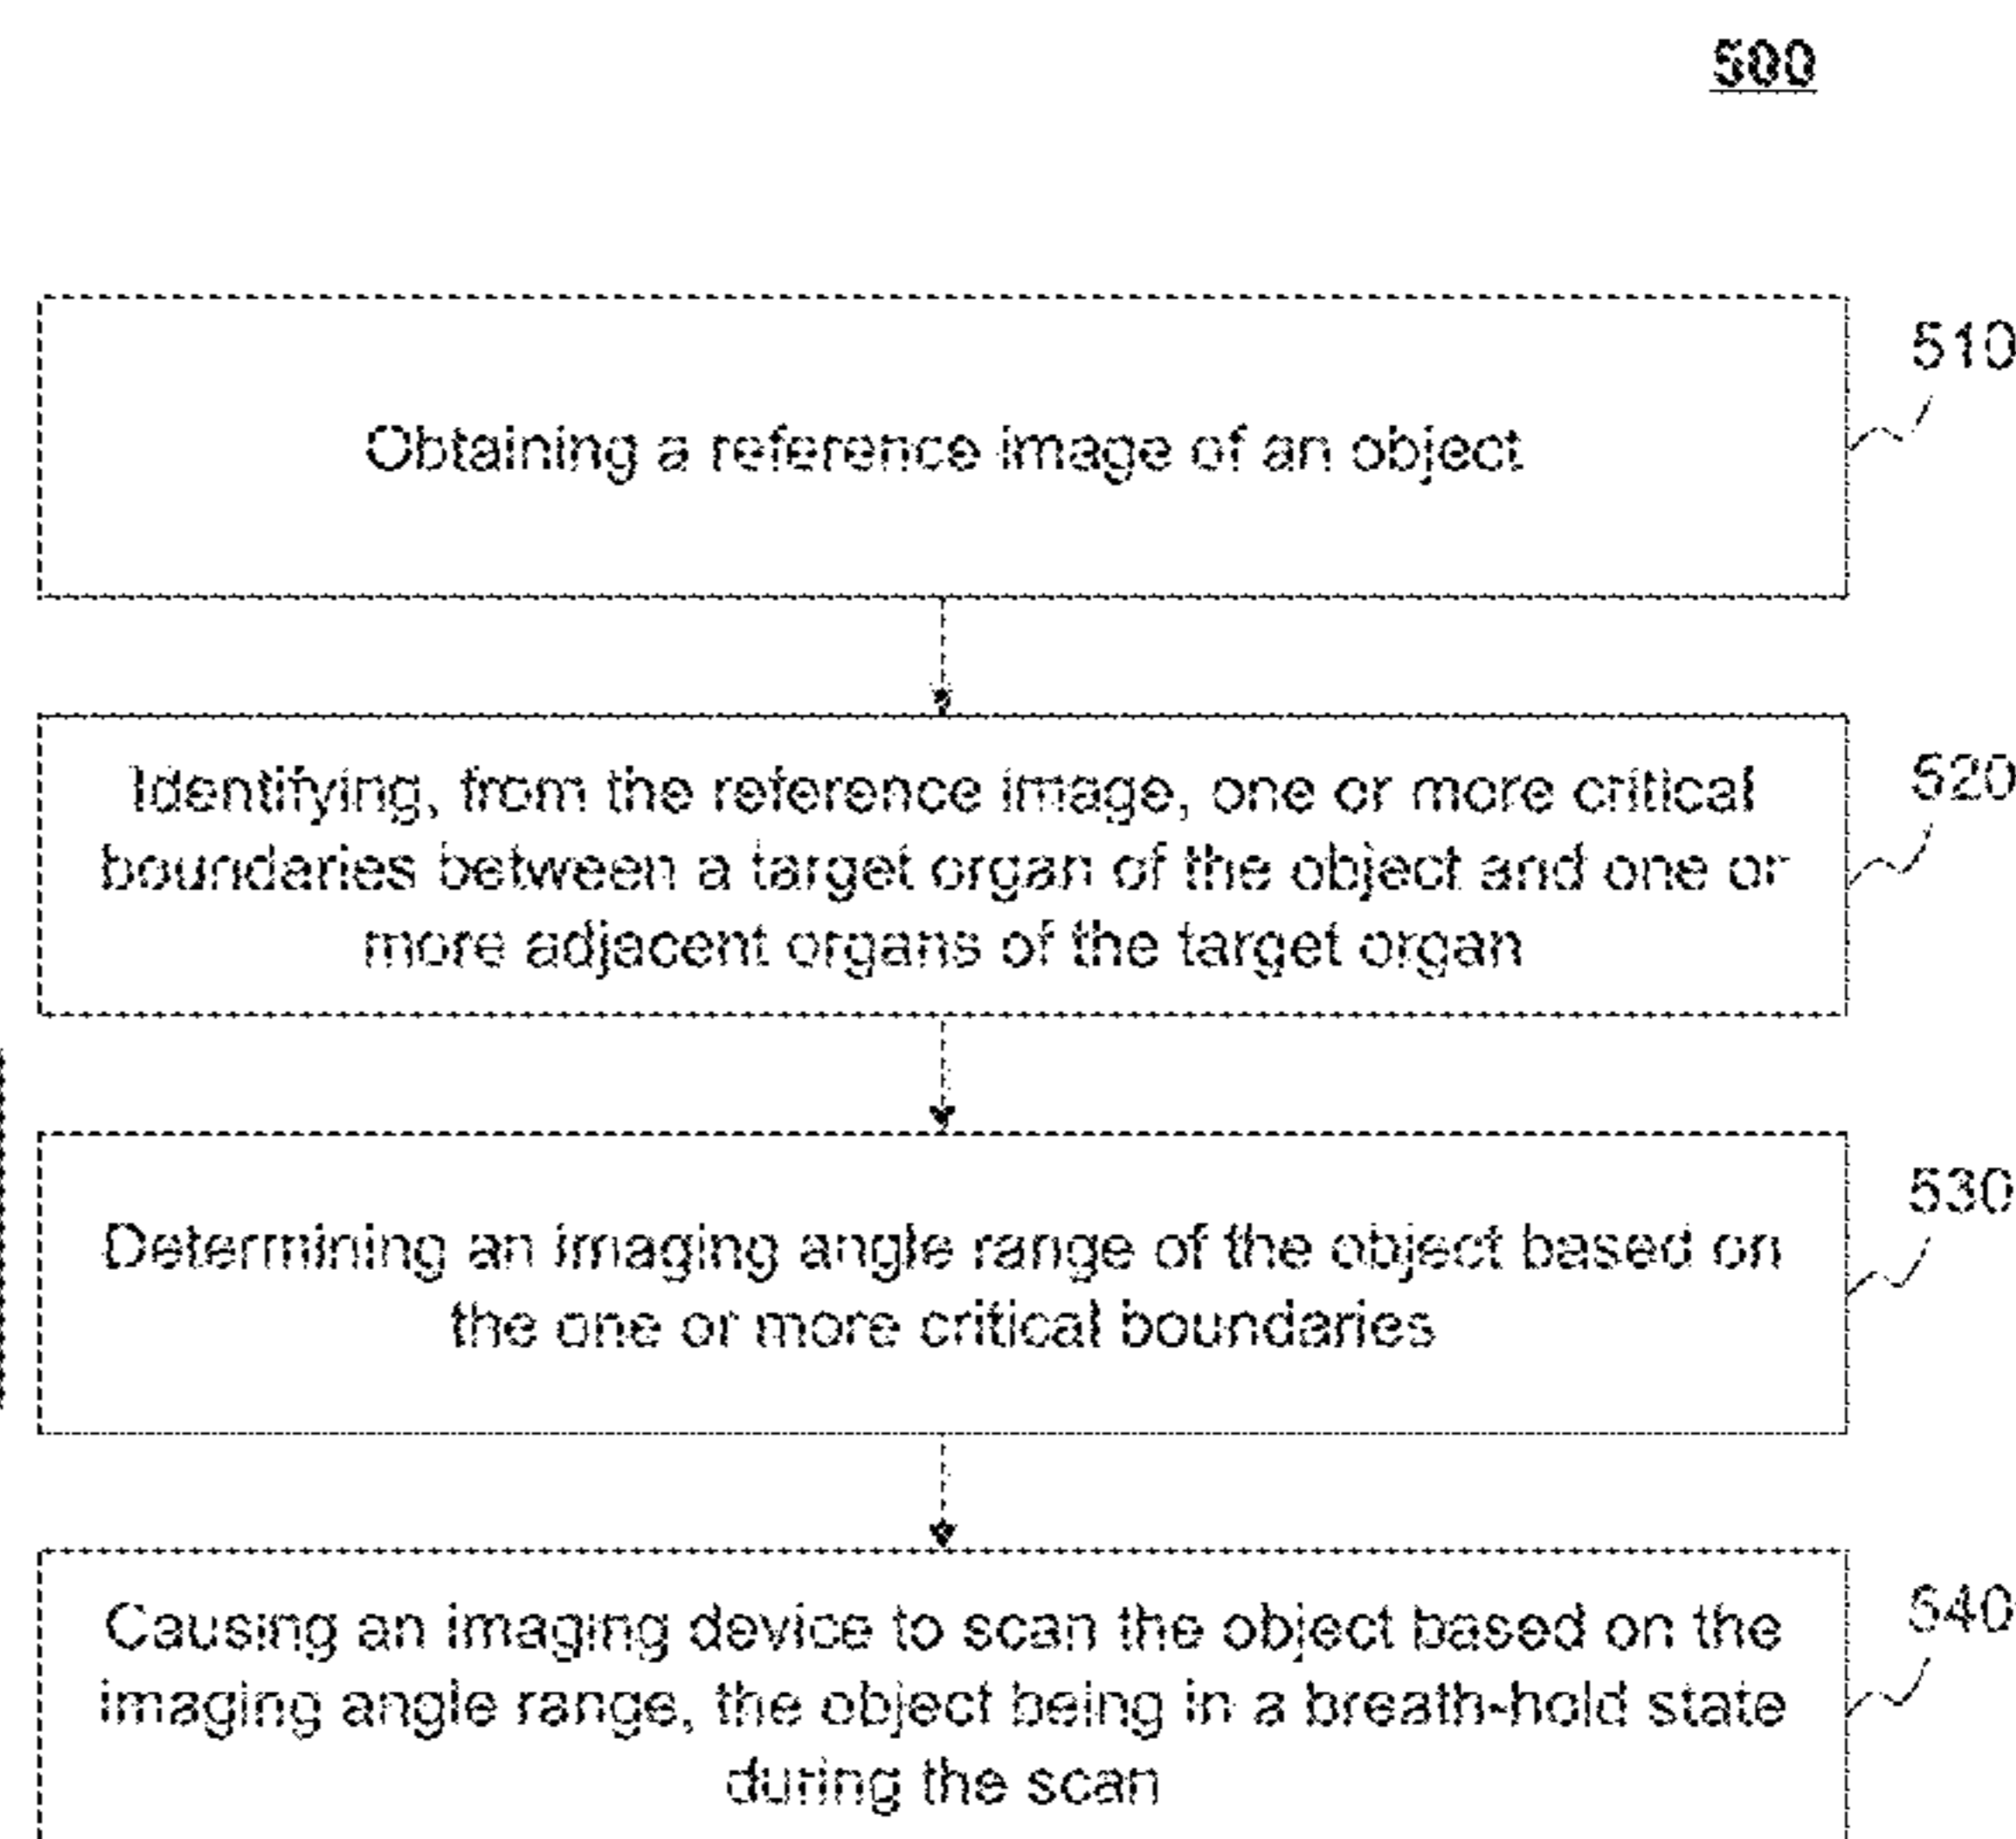 500
510
Obtaining a reference image of an object
520
Identifying, from the reference image, one or more critical
boundaries between a target organ of the object and one or
more adjacent organs of the target organ
530
Determining an imaging angle range of the object based on
the one or more critical boundaries
540
Causing an imaging device to scan the object based on the
imaging angle range, the object being in a breath-hold state
during the scan